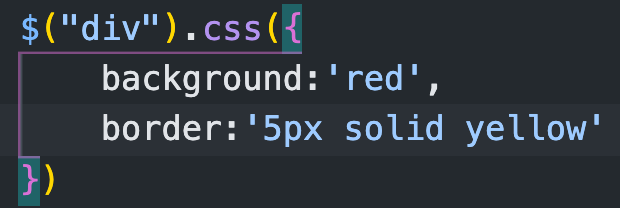 $("div").css({
    background:'red',
    border:'5px solid yellow'
})